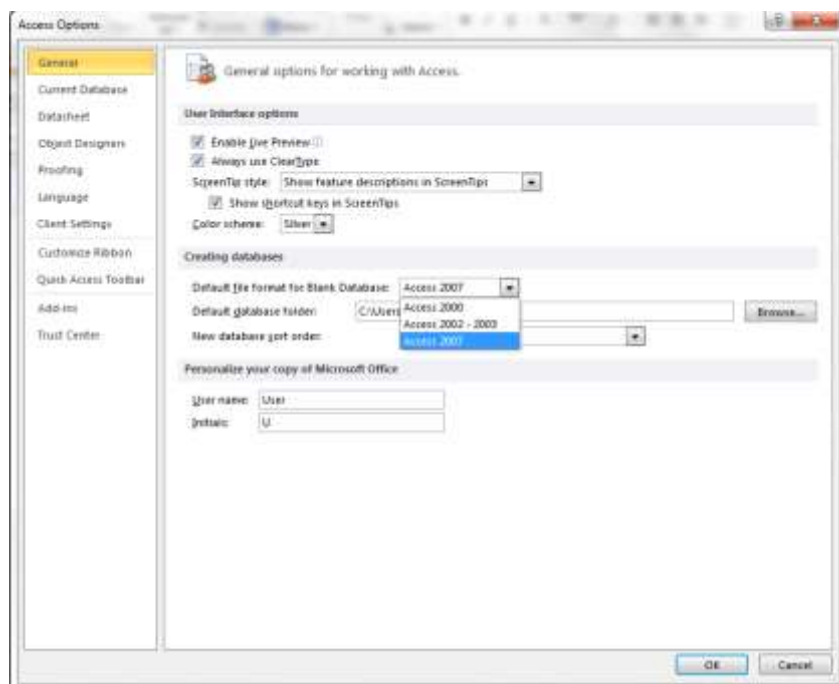 Access Options
General
Current Database
Datasheet
Object Designers
Proofing
Language
Client Settings
Customize Ribbon
Quick Access Toolbar
Add-Ins
Trust Center
General options for working with Access.
User Interface options
Enable Live Preview
Always use ClearType
ScreenTip style: Show feature descriptions in ScreenTips
Show shortcut keys in ScreenTips
Color scheme: Silver
Creating databases
Default file format for Blank Database: Access 2007
Access 2000
Access 2002 - 2003
Access 2007
Default database folder: C:\Users
Browse...
New database sort order:
Personalize your copy of Microsoft Office
User name: User
Initials: U
OK
Cancel